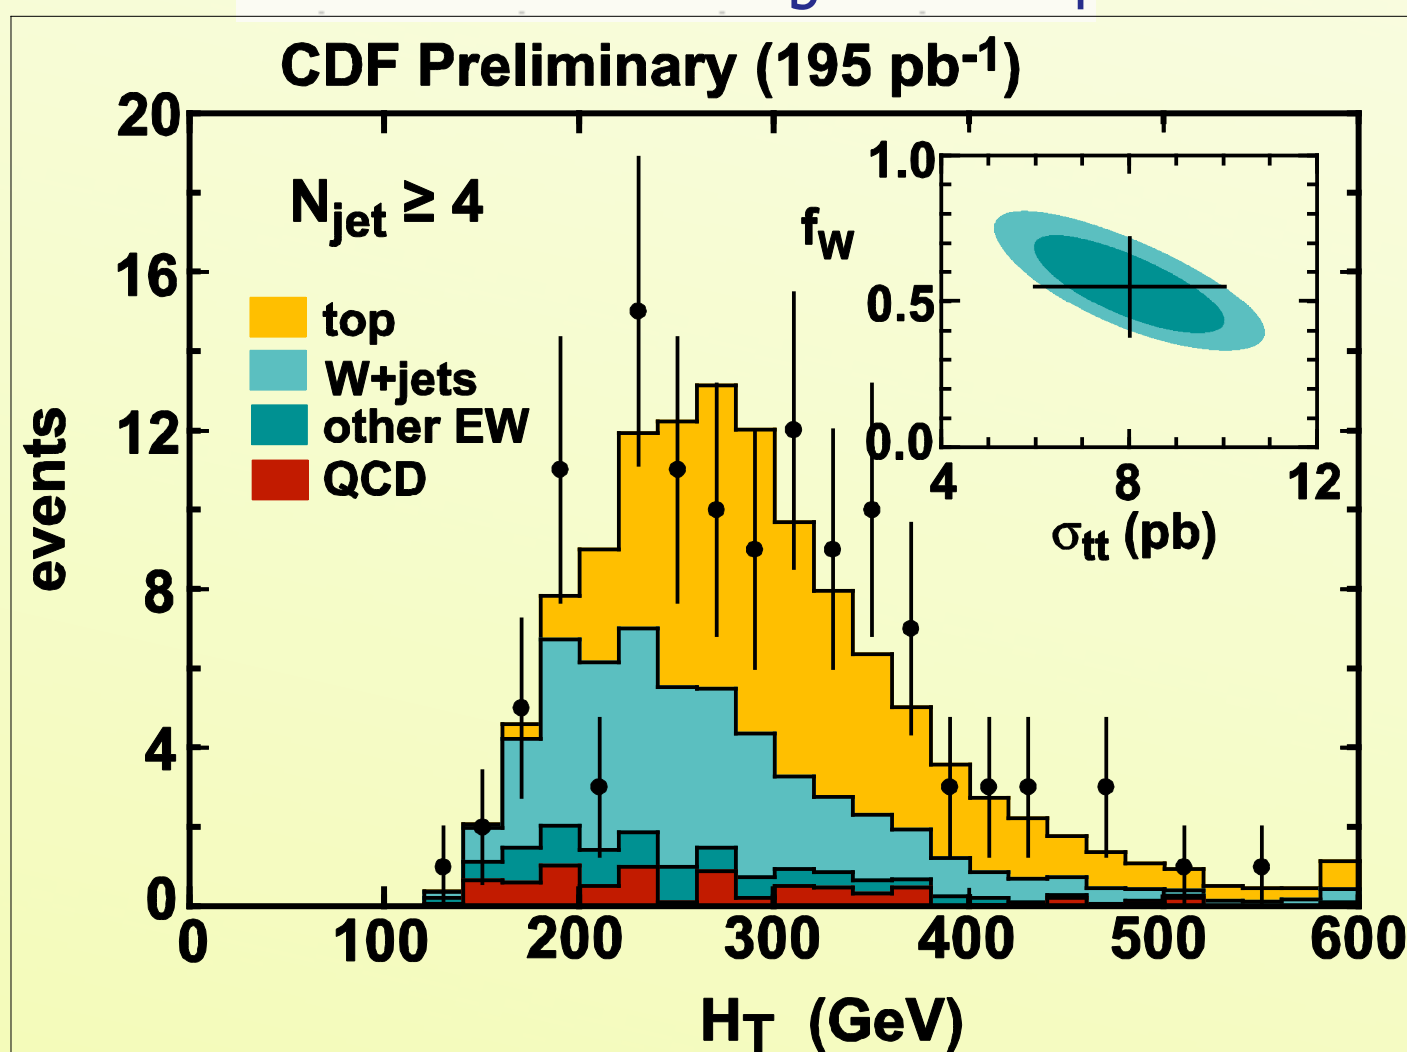 CDF Preliminary (195 pb-1)
20
16
12
8
4
0
events
Njet ≥ 4
top
W+jets
other EW
QCD
fW
1.0
0.5
0.0
4 8 12
σtt (pb)
0 100 200 300 400 500 600
HT (GeV)